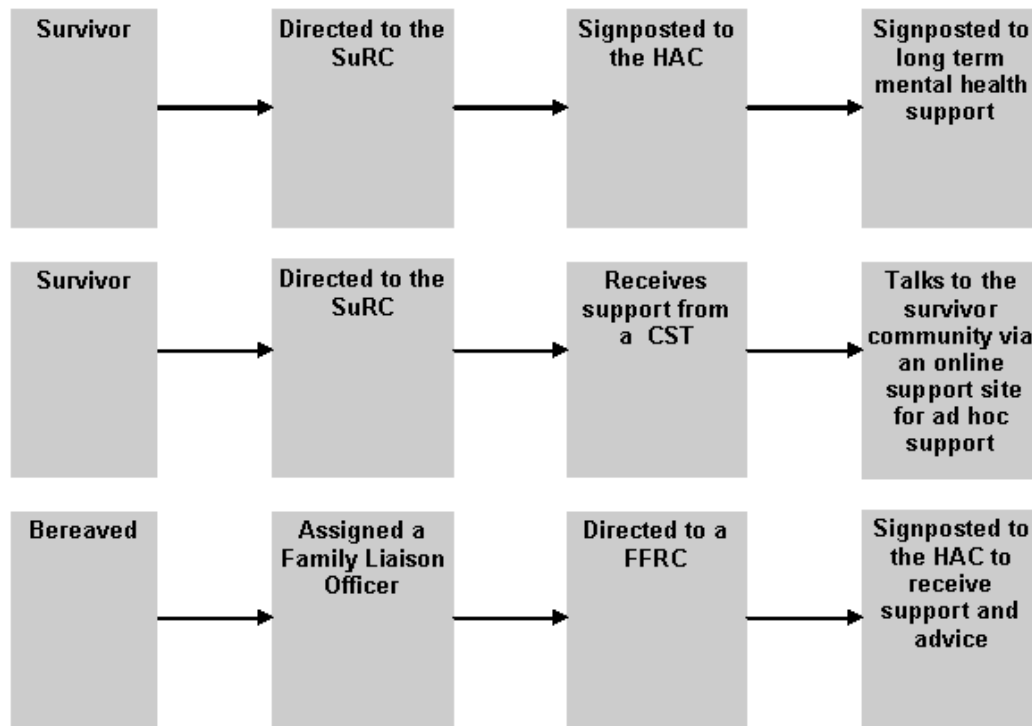 Survivor
Directed to the
SuRC
Signposted to
the HAC
Signposted to
long term
mental health
support
Survivor
Directed to the
SuRC
Receives
support from
a CST
Talks to the
survivor
community via
an online
support site
for ad hoc
support
Bereaved
Assigned a
Family Liaison
Officer
Directed to a
FFRC
Signposted to
the HAC to
receive
support and
advice